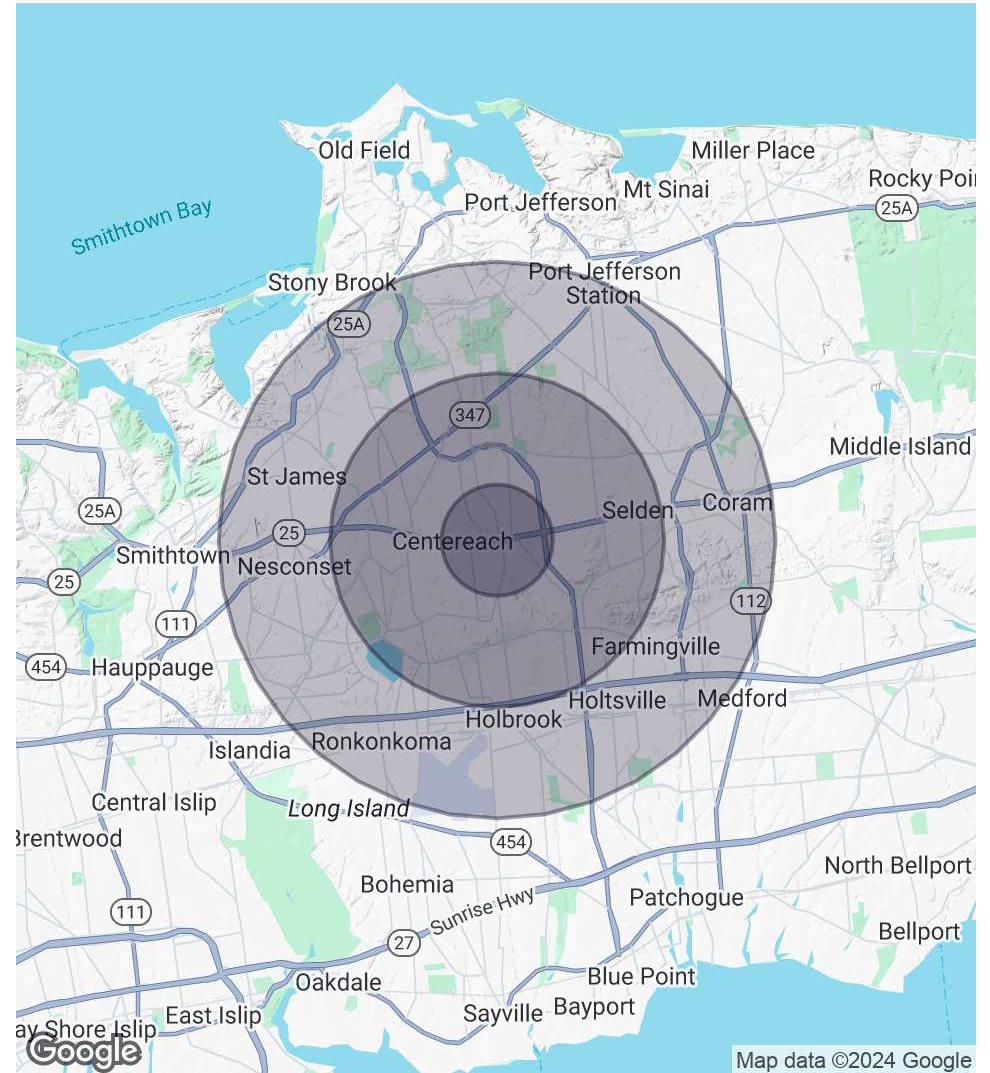 Old Field
Miller Place
Rocky Poi
Mt Sinai
Port Jefferson
25A
Smithtown Bay
Port Jefferson
Station
Stony Brook
25A
347
Middle Island
St James
25A
Selden
Coram
25
Centereach
Smithtown
Nesconset
25
112
111
Farmingville
454
Hauppauge
Holtsville
Medford
Holbrook
Ronkonkoma
Islandia
Central Islip
Long Island
Brentwood
454
North Bellport
Bohemia
Patchogue
Sunrise Hwy
111
Bellport
27
Blue Point
Oakdale
Bayport
Sayville
East Islip
ay Shore
Islip
Google
Map data ©2024 Google